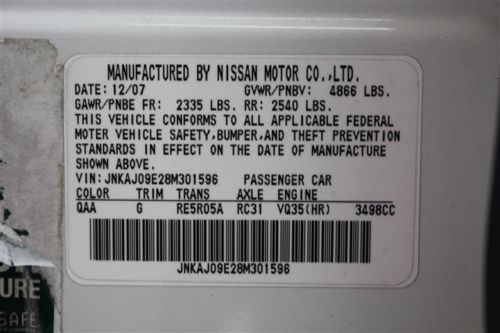 MANUFACTURED BY NISSAN MOTOR CO.,LTD.
DATE: 12/07 GVWR/PNBV: 4866 LBS.
GAWR/PNBE FR: 2335 LBS. RR: 2540 LBS.
THIS VEHICLE CONFORMS TO ALL APPLICABLE FEDERAL
MOTER VEHICLE SAFETY,BUMPER,AND THEFT PREVENTION
STANDARDS IN EFFECT ON THE DATE OF MANUFACTURE
SHOWN ABOVE.
VIN:JNKAJ09E28M301596 PASSENGER CAR
COLOR TRIM TRANS AXLE ENGINE
QAA G RE5R05A RC31 VQ35(HR) 3498CC
JNKAJ09E28M301596
URE
SAFE